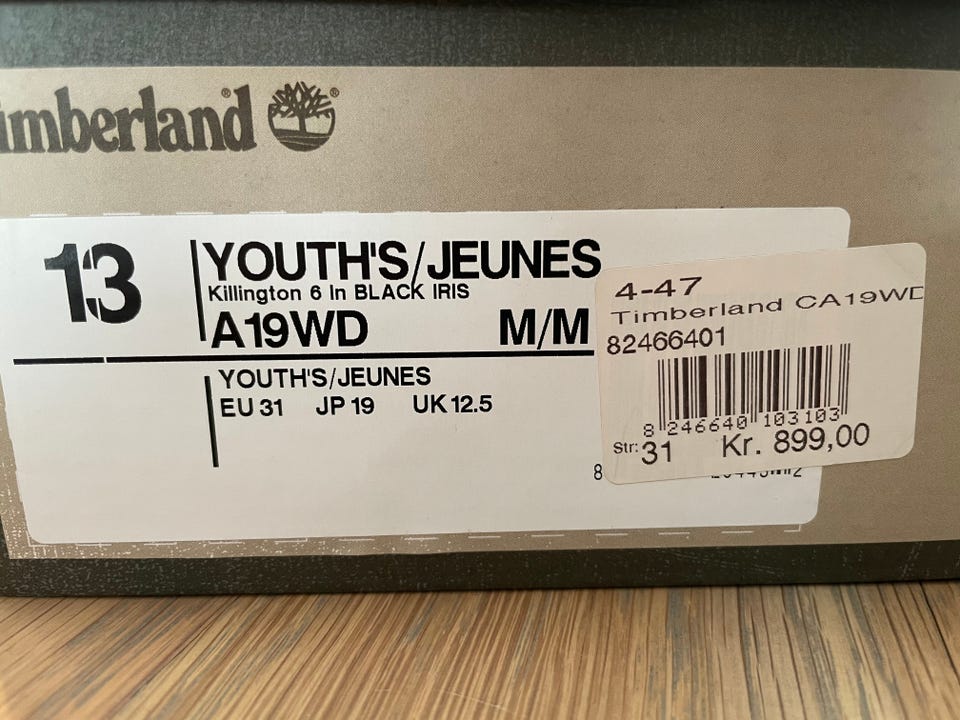 imberland®
13
YOUTH'S/JEUNES
Killington 6 In BLACK IRIS
A19WD M/M
YOUTH'S/JEUNES
EU 31 JP 19 UK 12.5
4-47
Timberland CA19WD
82466401
8 246640 103103
Str: 31 Kr. 899,00
8